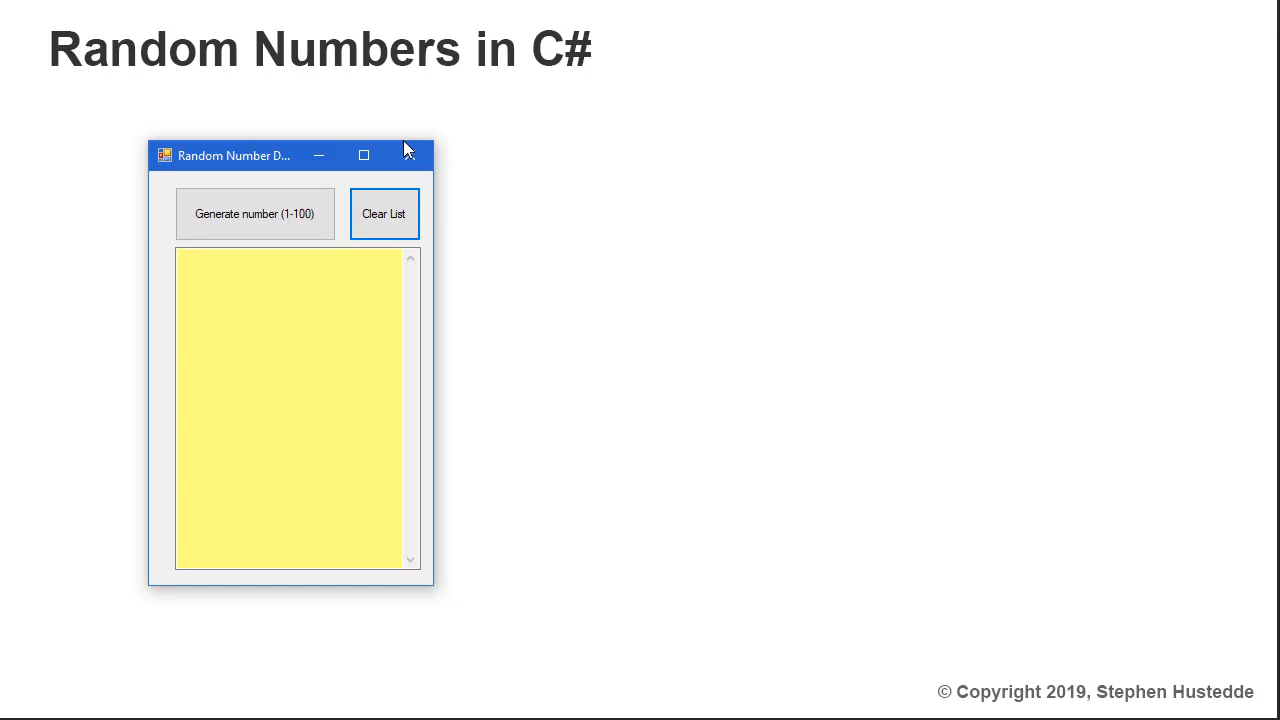 Random Numbers in C#
Random Number D...
Generate number (1-100)
Clear List
© Copyright 2019, Stephen Hustedde